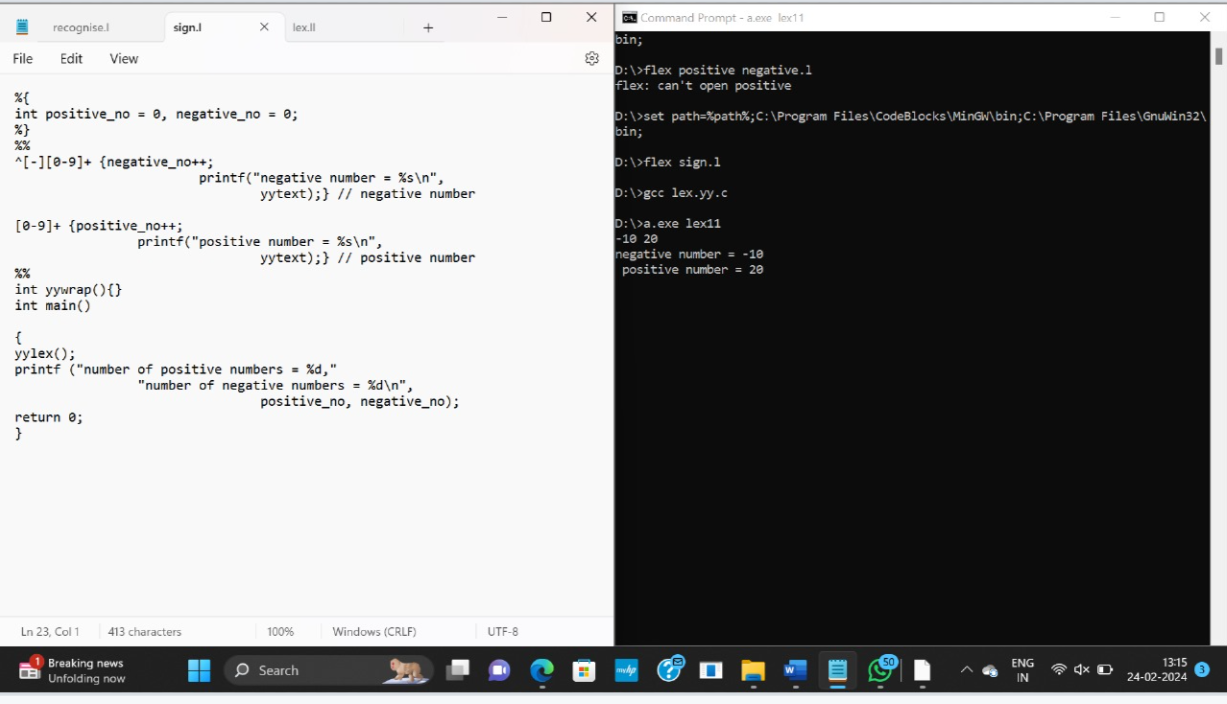 recognise.l
sign.l
lex.ll
File Edit View
%{
int positive_no = 0, negative_no = 0;
%}
%%
^[-][0-9]+ {negative_no++;
printf("negative number = %s\n",
yytext);} // negative number
[0-9]+ {positive_no++;
printf("positive number = %s\n",
yytext);} // positive number
%%
int yywrap(){}
int main()
{
yylex();
printf ("number of positive numbers = %d,"
"number of negative numbers = %d\n",
positive_no, negative_no);
return 0;
}
Ln 23, Col 1 413 characters 100% Windows (CRLF) UTF-8
Command Prompt - a.exe lex11
bin;
D:\>flex positive negative.l
flex: can't open positive
D:\>set path=%path%;C:\Program Files\CodeBlocks\MinGW\bin;C:\Program Files\GnuWin32\
bin;
D:\>flex sign.l
D:\>gcc lex.yy.c
D:\>a.exe lex11
-10 20
negative number = -10
positive number = 20
1
Breaking news
Unfolding now
Search
myhp
W
50
ENG
IN
13:15
24-02-2024
3